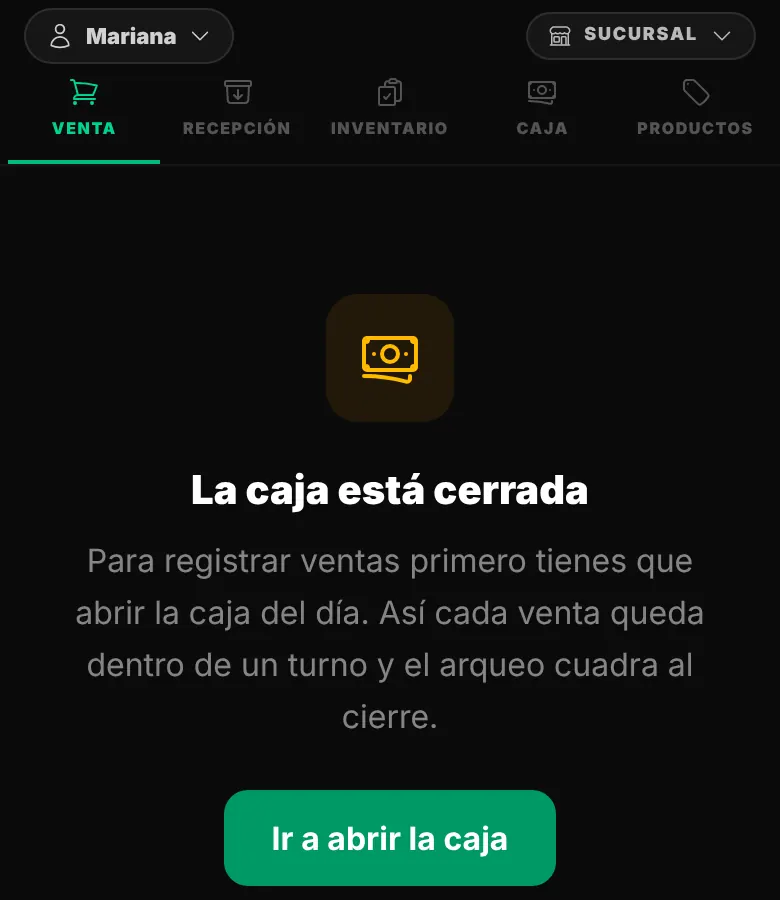 Mariana
SUCURSAL
VENTA
RECEPCIÓN
INVENTARIO
CAJA
PRODUCTOS
La caja está cerrada
Para registrar ventas primero tienes que
abrir la caja del día. Así cada venta queda
dentro de un turno y el arqueo cuadra al
cierre.
Ir a abrir la caja